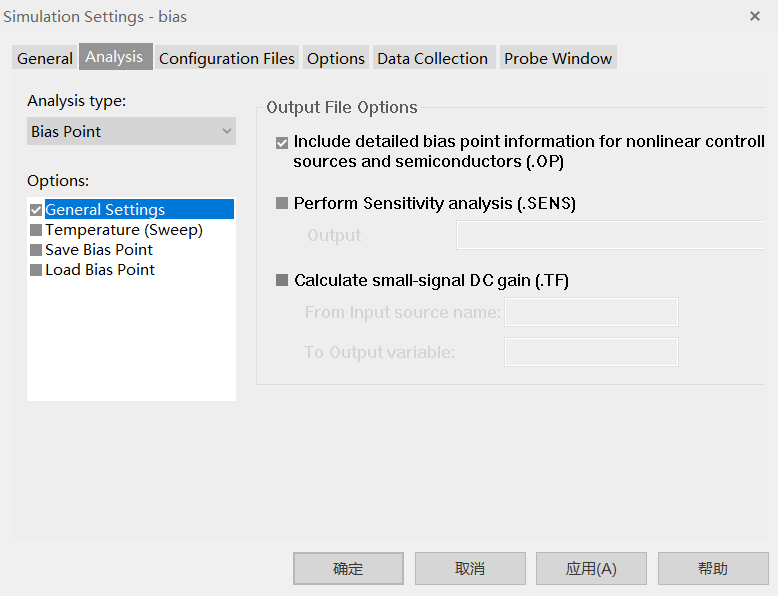 Simulation Settings - bias
General Analysis Configuration Files Options Data Collection Probe Window
Analysis type:
Bias Point
Options:
General Settings
Temperature (Sweep)
Save Bias Point
Load Bias Point
Output File Options
Include detailed bias point information for nonlinear controll
sources and semiconductors (.OP)
Perform Sensitivity analysis (.SENS)
Output
Calculate small-signal DC gain (.TF)
From Input source name:
To Output variable:
确定 取消 应用(A) 帮助